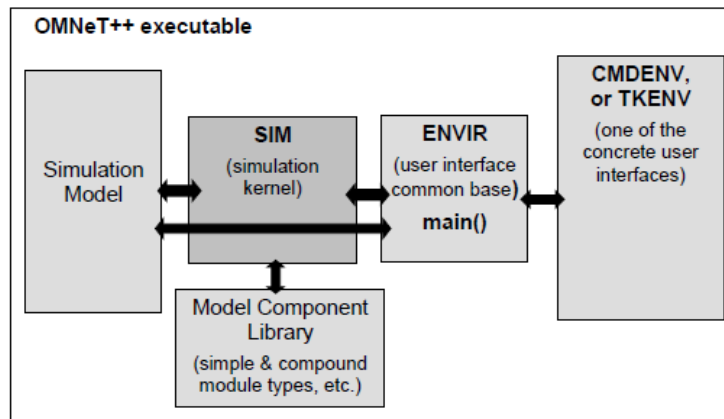 OMNeT++ executable
Simulation
Model
SIM
(simulation
kernel)
ENVIR
(user interface
common base)
main()
CMDENV,
or TKENV
(one of the
concrete user
interfaces)
Model Component
Library
(simple & compound
module types, etc.)